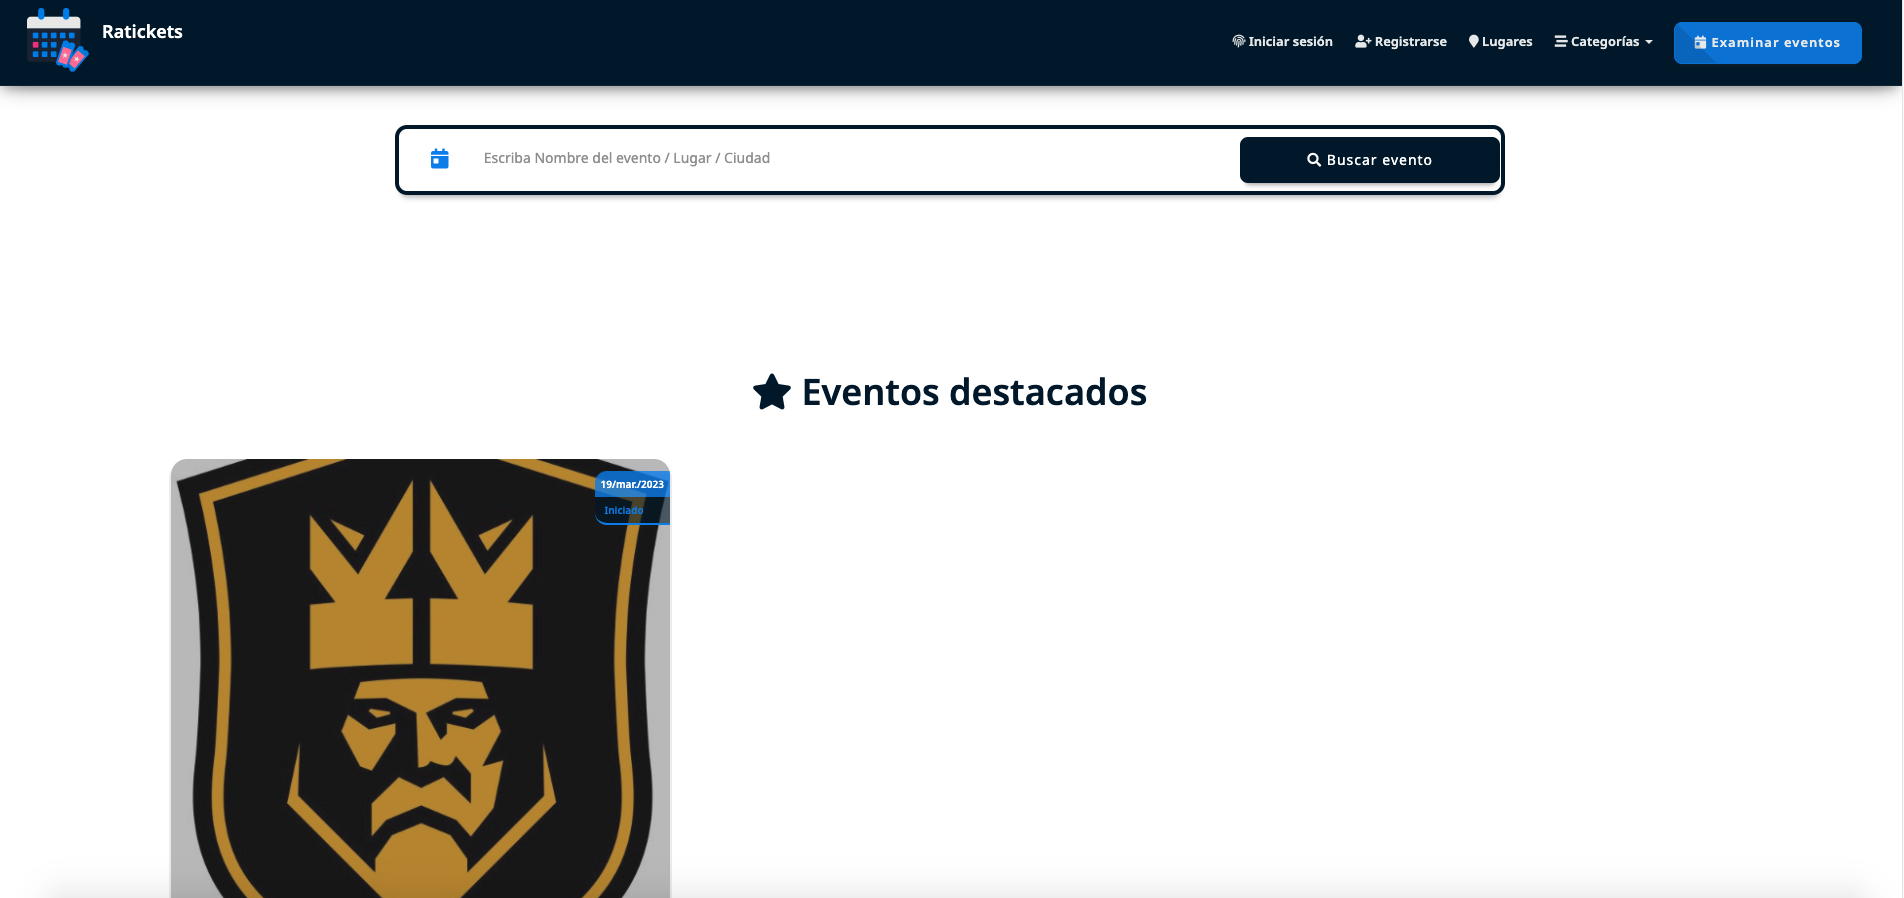 Ratickets
Iniciar sesión
Registrarse
Lugares
Categorías
Examinar eventos
Escriba Nombre del evento / Lugar / Ciudad
Buscar evento
Eventos destacados
19/mar./2023
Iniciado